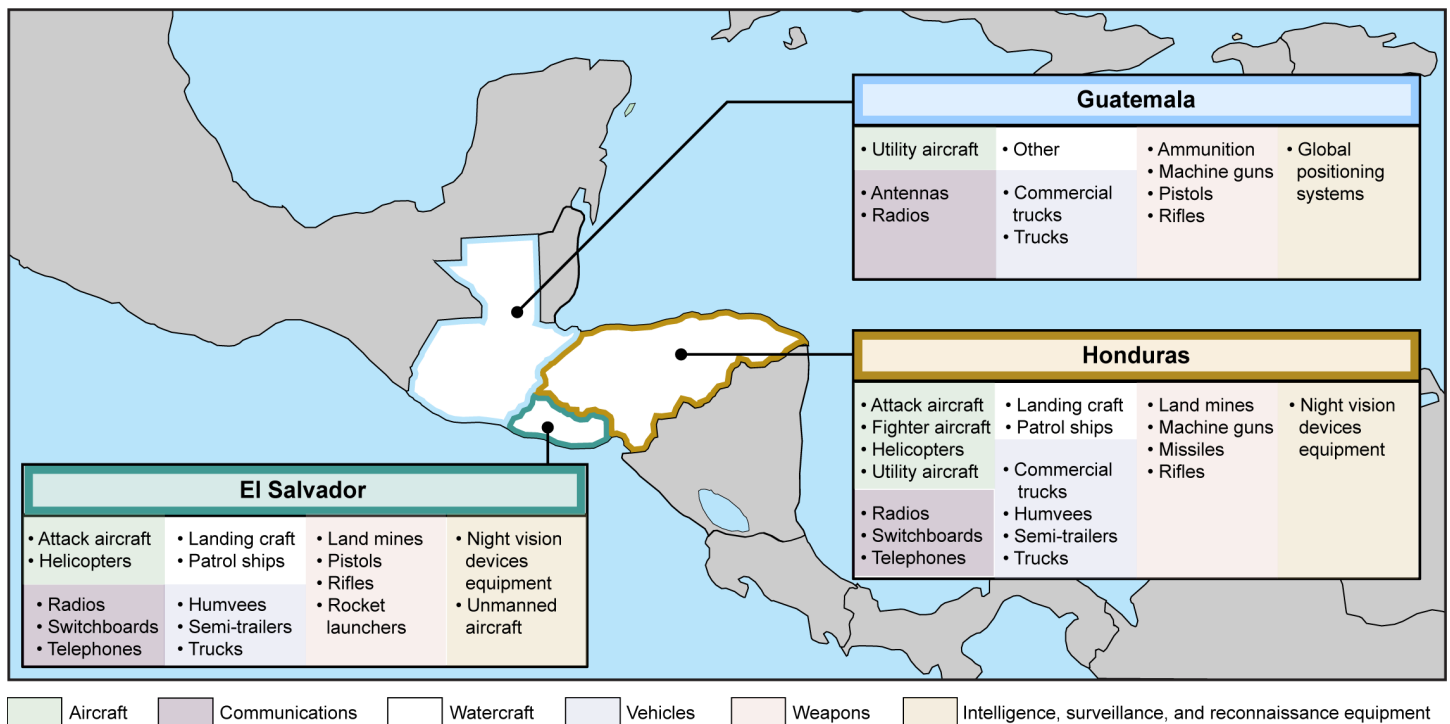 Guatemala
• Utility aircraft
• Antennas
• Radios
• Other
• Commercial
trucks
• Trucks
• Ammunition
• Machine guns
• Pistols
• Rifles
• Global
positioning
systems
Honduras
• Attack aircraft
• Fighter aircraft
• Helicopters
• Utility aircraft
• Radios
• Switchboards
• Telephones
• Landing craft
• Patrol ships
• Commercial
trucks
• Humvees
• Semi-trailers
• Trucks
• Land mines
• Machine guns
• Missiles
• Rifles
• Night vision
devices
equipment
El Salvador
• Attack aircraft
• Helicopters
• Radios
• Switchboards
• Telephones
• Landing craft
• Patrol ships
• Humvees
• Semi-trailers
• Trucks
• Land mines
• Pistols
• Rifles
• Rocket
launchers
• Night vision
devices
equipment
• Unmanned
aircraft
Aircraft
Communications
Watercraft
Vehicles
Weapons
Intelligence, surveillance, and reconnaissance equipment